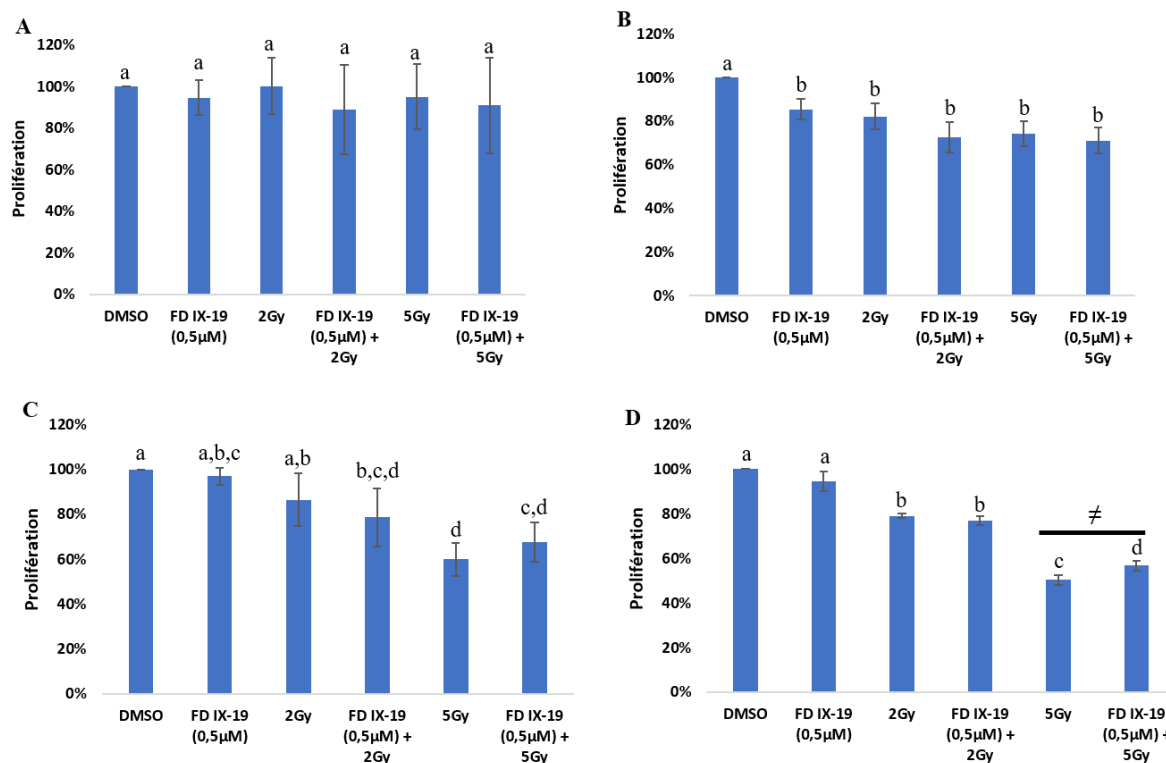 A
120%
100%
80%
60%
40%
20%
0%
Prolifération
a
a
a
a
a
a
DMSO
FD IX-19
(0,5µM)
2Gy
FD IX-19
(0,5µM) +
2Gy
5Gy
FD IX-19
(0,5µM) +
5Gy
B
120%
100%
80%
60%
40%
20%
0%
Prolifération
a
b
b
b
b
b
DMSO
FD IX-19
(0,5µM)
2Gy
FD IX-19
(0,5µM) +
2Gy
5Gy
FD IX-19
(0,5µM) +
5Gy
C
120%
100%
80%
60%
40%
20%
0%
Prolifération
a
a,b,c
a,b
b,c,d
d
c,d
DMSO
FD IX-19
(0,5µM)
2Gy
FD IX-19
(0,5µM) +
2Gy
5Gy
FD IX-19
(0,5µM) +
5Gy
D
120%
100%
80%
60%
40%
20%
0%
Prolifération
a
a
b
b
≠
c
d
DMSO
FD IX-19
(0,5µM)
2Gy
FD IX-19
(0,5µM) +
2Gy
5Gy
FD IX-19
(0,5µM) +
5Gy